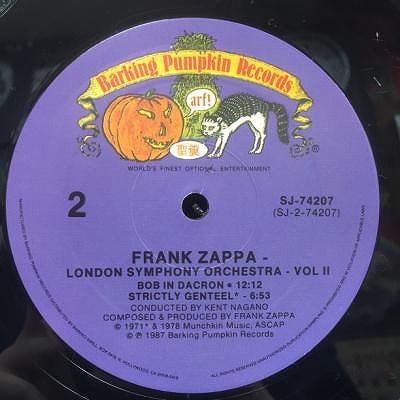 Barking Pumpkin Records
arf!
®
WORLD'S FINEST OPTIONAL ENTERTAINMENT
2
SJ-74207
(SJ-2-74207)
FRANK ZAPPA -
LONDON SYMPHONY ORCHESTRA - VOL II
BOB IN DACRON • 12:12
STRICTLY GENTEEL* - 6:53
CONDUCTED BY KENT NAGANO
COMPOSED & PRODUCED BY FRANK ZAPPA
© 1971* & 1978 Munchkin Music, ASCAP
℗ © 1987 Barking Pumpkin Records